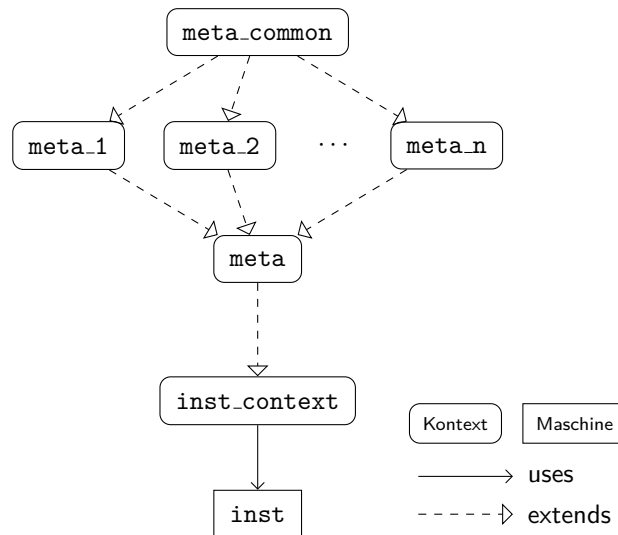 meta_common
meta_1 meta_2 ... meta_n
meta
inst_context
Kontext Maschine
uses
inst
extends